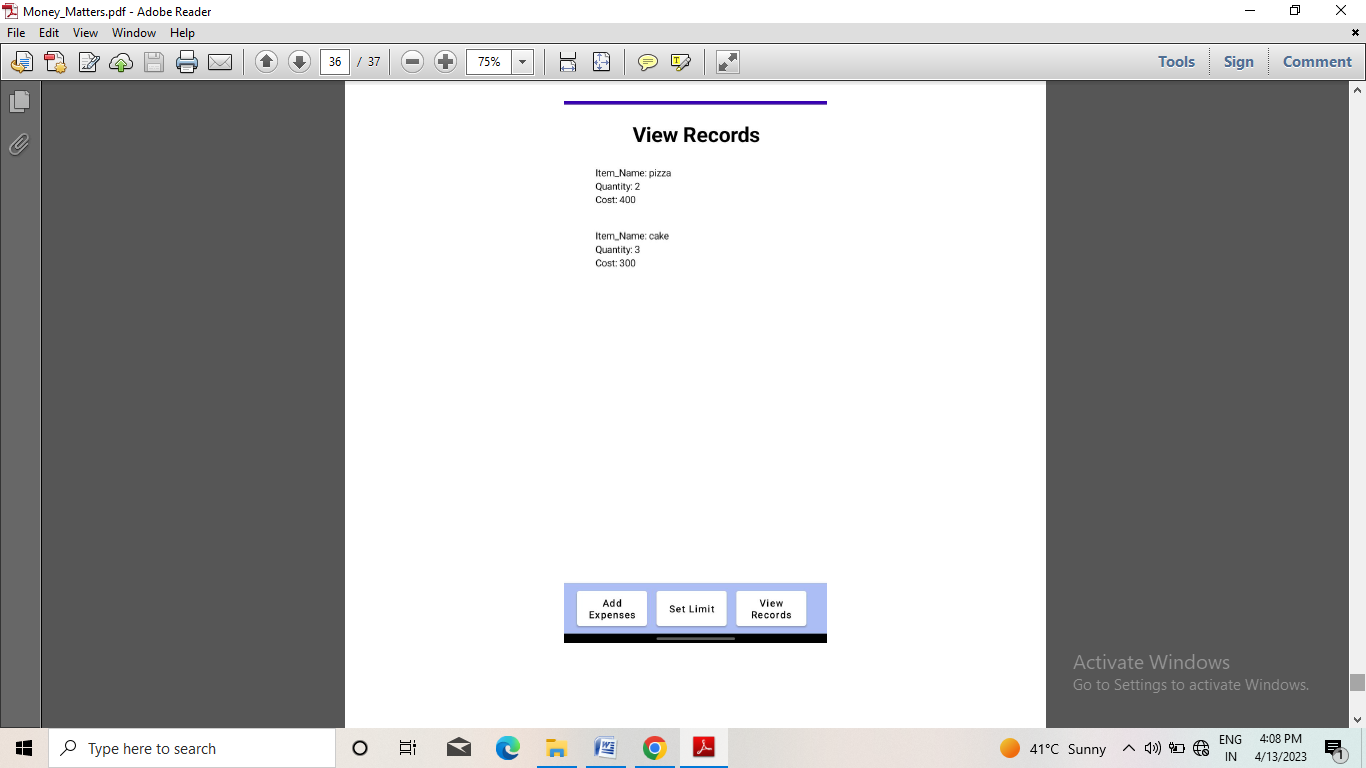 Money_Matters.pdf - Adobe Reader
File Edit View Window Help
36 / 37 75% Tools Sign Comment
View Records
Item_Name: pizza
Quantity: 2
Cost: 400
Item_Name: cake
Quantity: 3
Cost: 300
Add Expenses
Set Limit
View Records
Activate Windows
Go to Settings to activate Windows.
Type here to search
41°C Sunny
ENG
IN
4:08 PM
4/13/2023
1